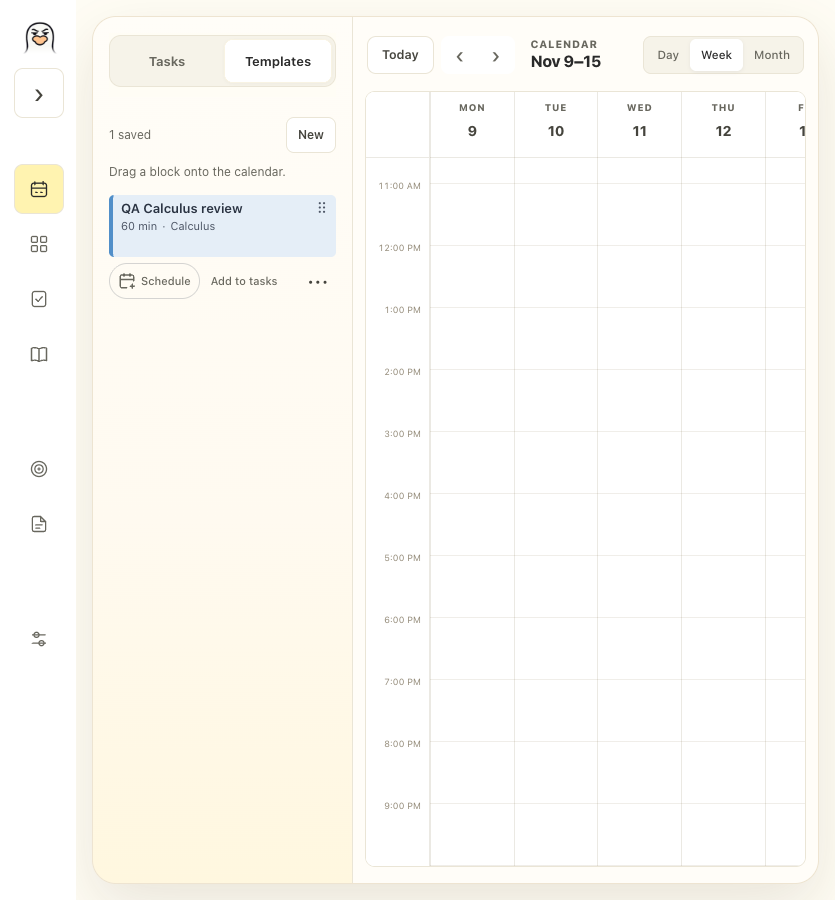 Tasks
Templates
1 saved
New
Drag a block onto the calendar.
QA Calculus review
60 min · Calculus
Schedule
Add to tasks
Today
CALENDAR
Nov 9–15
Day
Week
Month
MON
9
TUE
10
WED
11
THU
12
F
1
11:00 AM
12:00 PM
1:00 PM
2:00 PM
3:00 PM
4:00 PM
5:00 PM
6:00 PM
7:00 PM
8:00 PM
9:00 PM